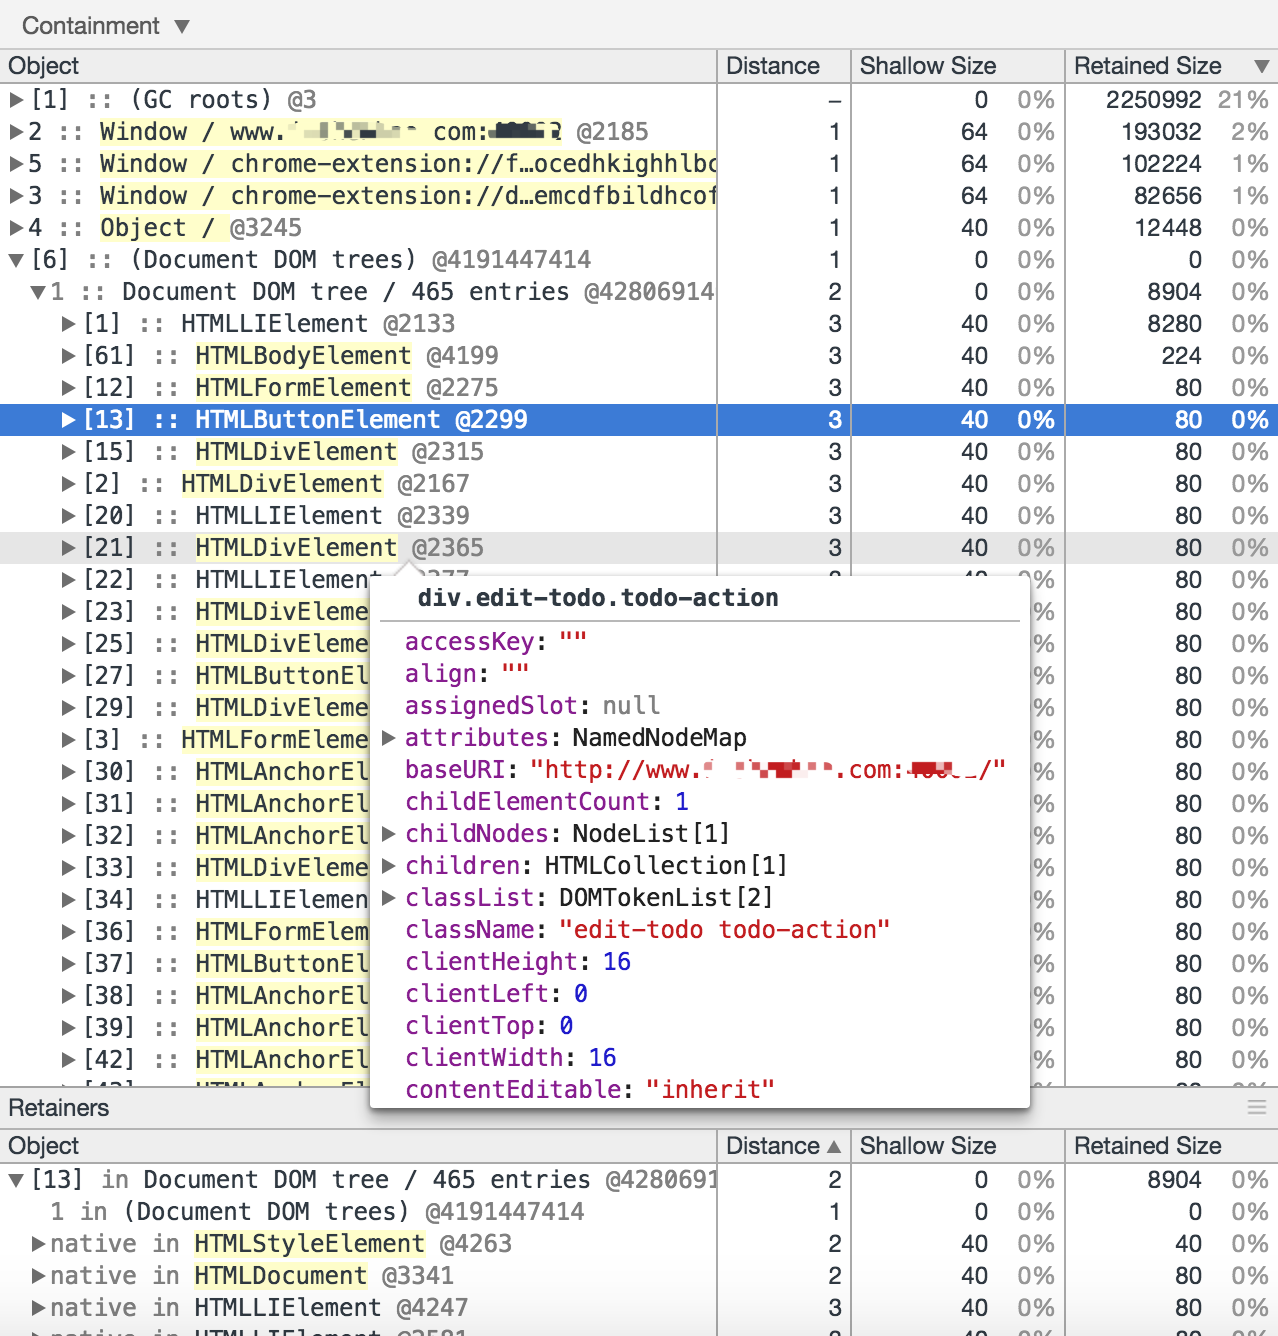 Containment ▼
Object Distance Shallow Size Retained Size ▼
▶[1] :: (GC roots) @3 – 0 0% 2250992 21%
▶2 :: Window / www. com: @2185 1 64 0% 193032 2%
▶5 :: Window / chrome-extension://f…ocedhkighhlbc 1 64 0% 102224 1%
▶3 :: Window / chrome-extension://d…emcdfbildhcof 1 64 0% 82656 1%
▶4 :: Object / @3245 1 40 0% 12448 0%
▼[6] :: (Document DOM trees) @4191447414 1 0 0% 0 0%
▼1 :: Document DOM tree / 465 entries @42806914 2 0 0% 8904 0%
▶[1] :: HTMLLIElement @2133 3 40 0% 8280 0%
▶[61] :: HTMLBodyElement @4199 3 40 0% 224 0%
▶[12] :: HTMLFormElement @2275 3 40 0% 80 0%
▶[13] :: HTMLButtonElement @2299 3 40 0% 80 0%
▶[15] :: HTMLDivElement @2315 3 40 0% 80 0%
▶[2] :: HTMLDivElement @2167 3 40 0% 80 0%
▶[20] :: HTMLLIElement @2339 3 40 0% 80 0%
▶[21] :: HTMLDivElement @2365 3 40 0% 80 0%
▶[22] :: HTMLLIElement % 80 0%
▶[23] :: HTMLDivEleme % 80 0%
▶[25] :: HTMLDivEleme % 80 0%
▶[27] :: HTMLButtonEl % 80 0%
▶[29] :: HTMLDivEleme % 80 0%
▶[3] :: HTMLFormEleme % 80 0%
▶[30] :: HTMLAnchorEl % 80 0%
▶[31] :: HTMLAnchorEl % 80 0%
▶[32] :: HTMLAnchorEl % 80 0%
▶[33] :: HTMLDivEleme % 80 0%
▶[34] :: HTMLLIElemen % 80 0%
▶[36] :: HTMLFormElem % 80 0%
▶[37] :: HTMLButtonEl % 80 0%
▶[38] :: HTMLAnchorEl % 80 0%
▶[39] :: HTMLAnchorEl % 80 0%
▶[42] :: HTMLAnchorEl % 80 0%
div.edit-todo.todo-action
accessKey: ""
align: ""
assignedSlot: null
▶ attributes: NamedNodeMap
baseURI: "http://www. .com: /"
childElementCount: 1
▶ childNodes: NodeList[1]
▶ children: HTMLCollection[1]
▶ classList: DOMTokenList[2]
className: "edit-todo todo-action"
clientHeight: 16
clientLeft: 0
clientTop: 0
clientWidth: 16
contentEditable: "inherit"
Retainers
Object Distance ▲ Shallow Size Retained Size
▼[13] in Document DOM tree / 465 entries @4280691 2 0 0% 8904 0%
1 in (Document DOM trees) @4191447414 1 0 0% 0 0%
▶native in HTMLStyleElement @4263 2 40 0% 40 0%
▶native in HTMLDocument @3341 2 40 0% 80 0%
▶native in HTMLLIElement @4247 3 40 0% 80 0%